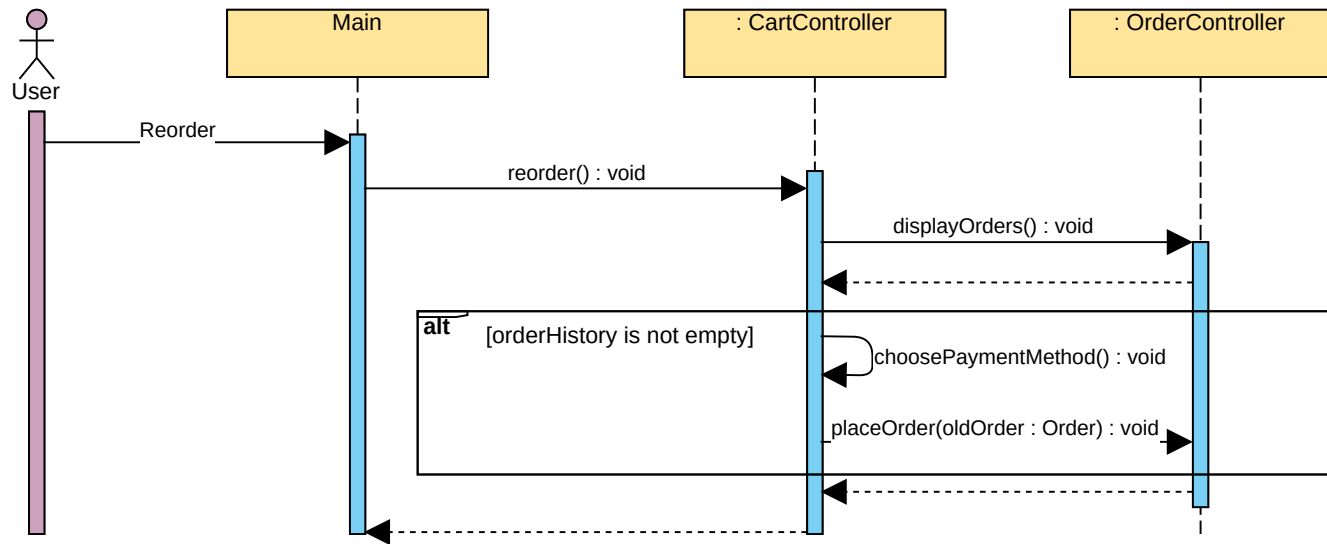 Main
: CartController
: OrderController
User
Reorder
reorder() : void
displayOrders() : void
alt
[orderHistory is not empty]
choosePaymentMethod() : void
placeOrder(oldOrder : Order) : void